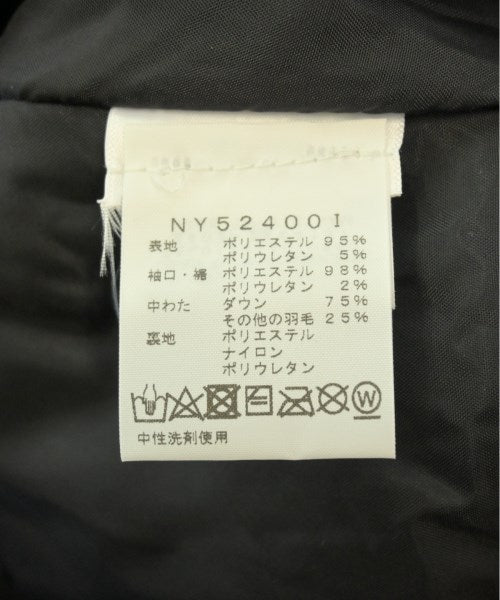 NY52400I
表地 ポリエステル 95%
ポリウレタン 5%
袖口・縄 ポリエステル 98%
ポリウレタン 2%
中わた ダウン 75%
その他の羽毛 25%
裏地 ポリエステル
ナイロン
ポリウレタン
W
中性洗剤使用